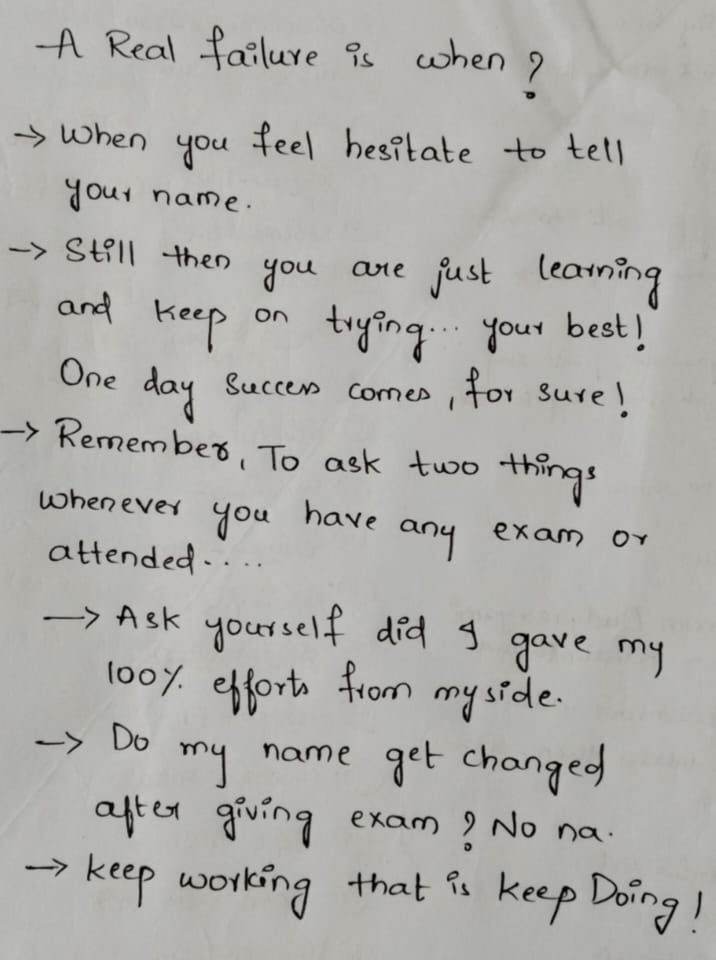 A Real failure is when?
→ When you feel hesitate to tell
your name.
→ Still then you are just learning
and keep on trying... your best!
One day success comes, for sure!
→ Remember, To ask two things
whenever you have any exam or
attended....
→ Ask yourself did I gave my
100% efforts from my side.
→ Do my name get changed
after giving exam? No na.
→ keep working that is keep Doing!